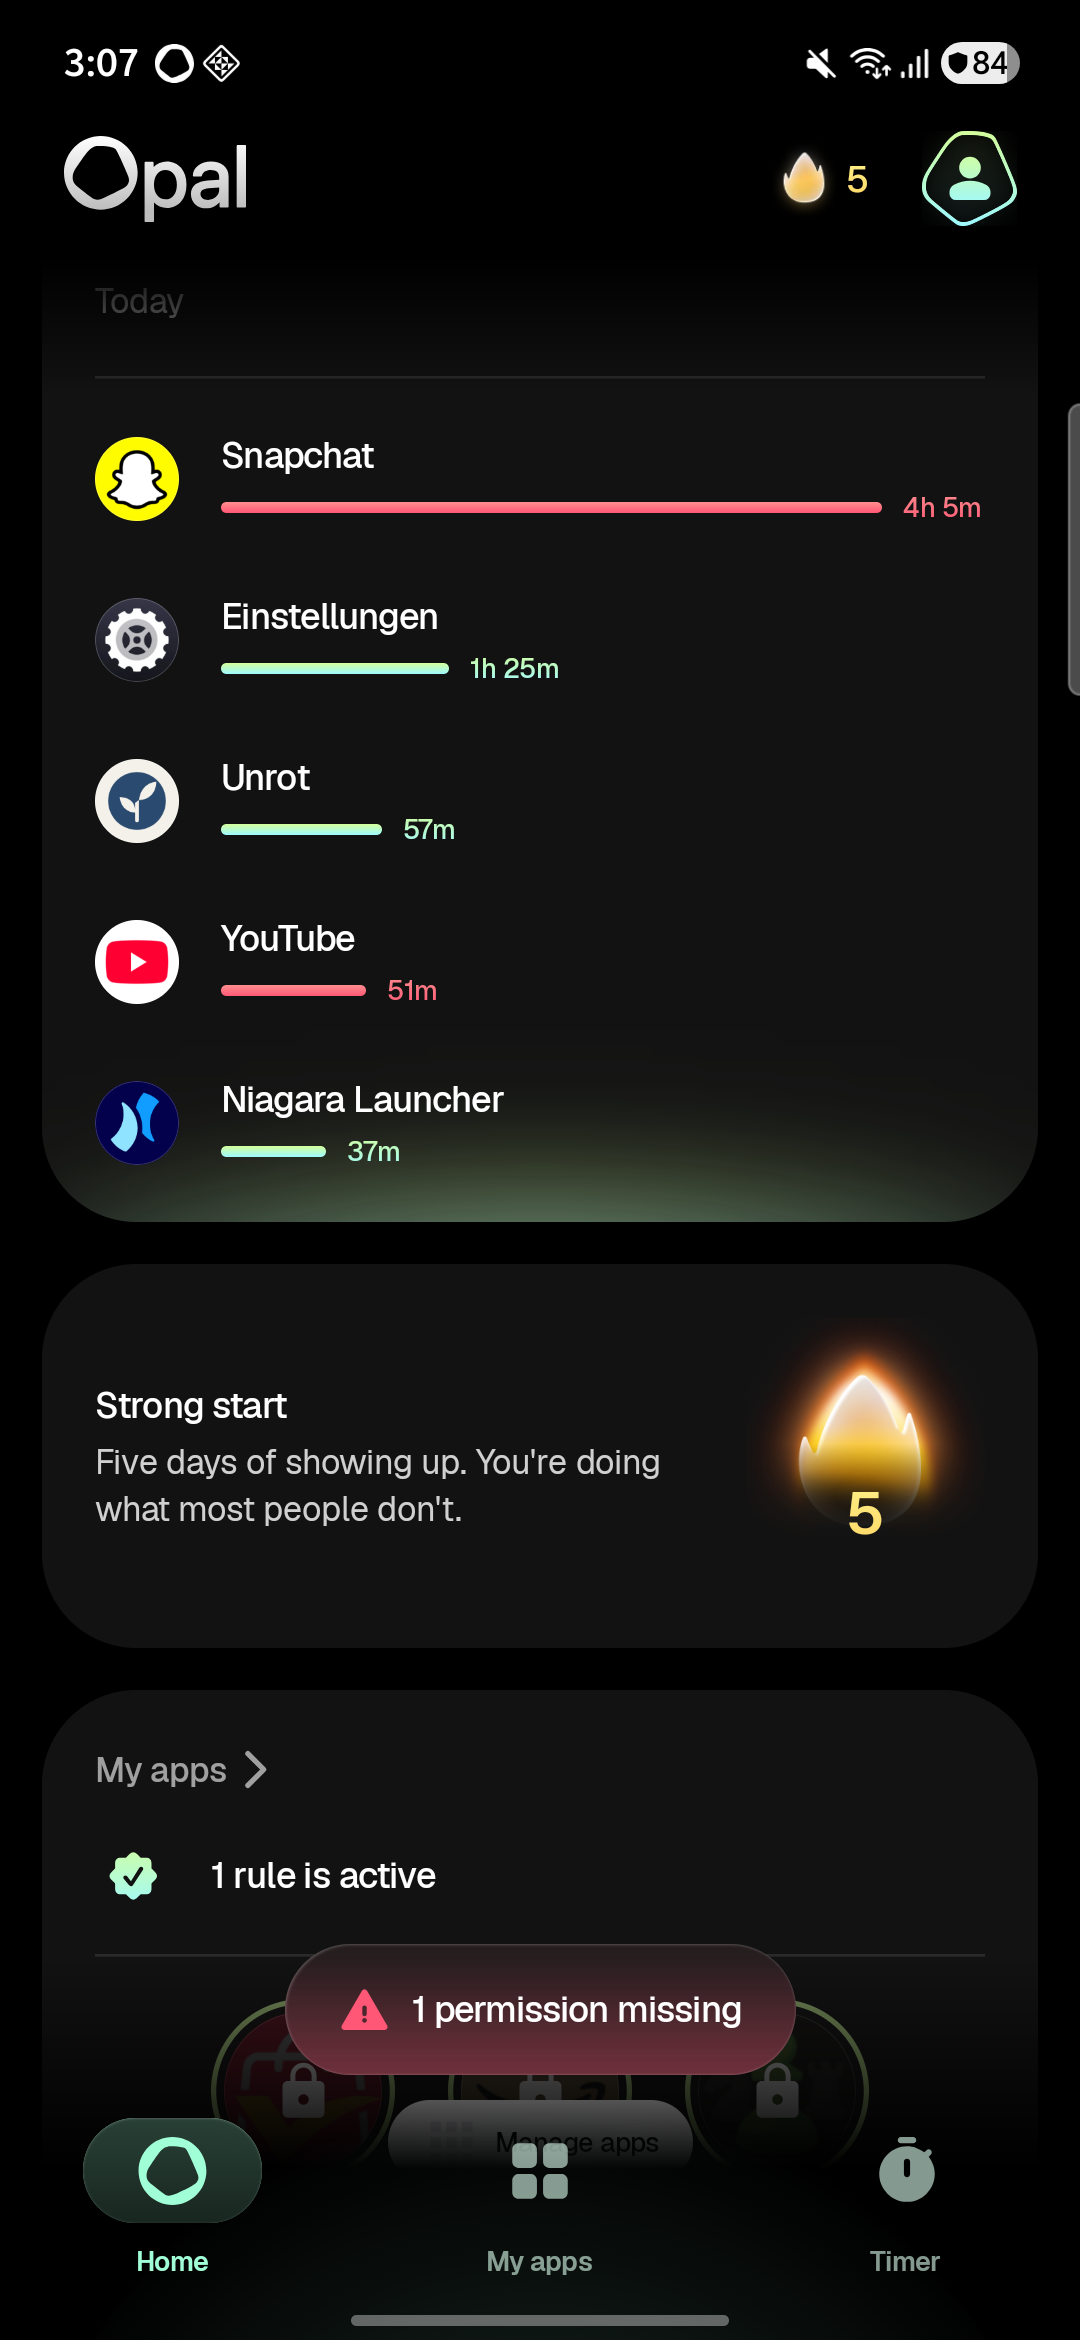 3:07
84
Opal
5
Today
Snapchat
4h 5m
Einstellungen
1h 25m
Unrot
57m
YouTube
51m
Niagara Launcher
37m
Strong start
Five days of showing up. You're doing
what most people don't.
5
My apps
1 rule is active
1 permission missing
Manage apps
Home
My apps
Timer